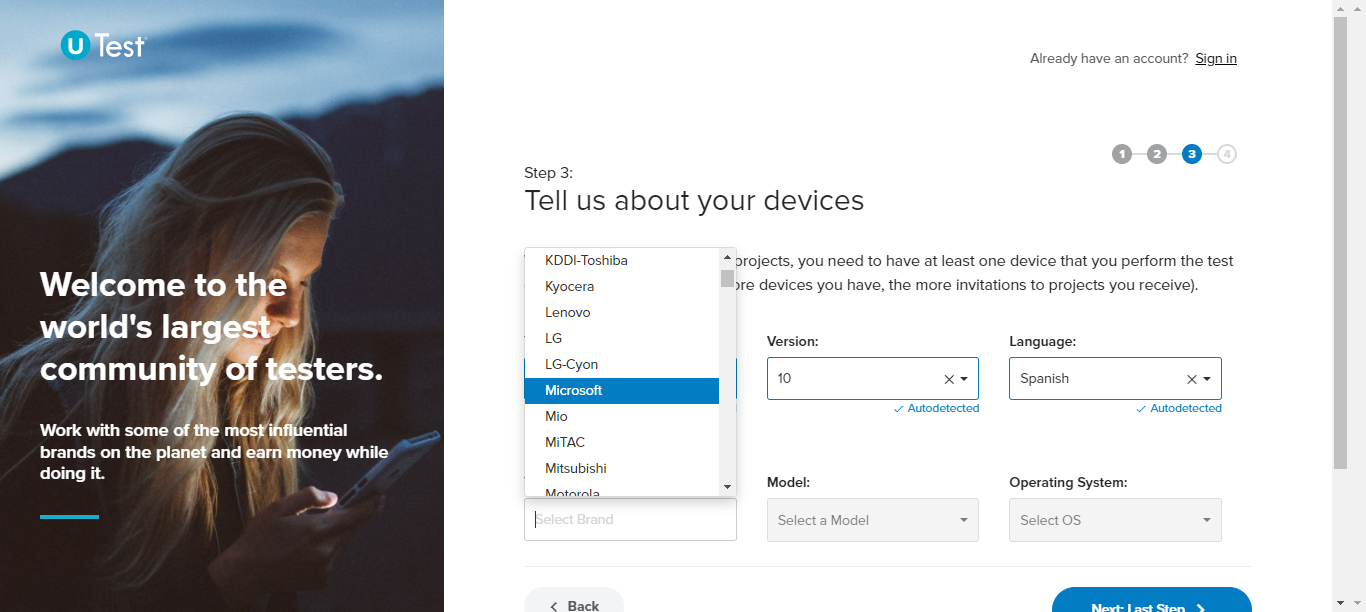 U Test
Already have an account? Sign in
1 2 3 4
Step 3:
Tell us about your devices
Welcome to the
world's largest
community of testers.
Work with some of the most influential
brands on the planet and earn money while
doing it.
projects, you need to have at least one device that you perform the test
devices you have, the more invitations to projects you receive).
KDDI-Toshiba
Kyocera
Lenovo
LG
LG-Cyon
Microsoft
Mio
MiTAC
Mitsubishi
Motorola
Version:
10
Autodetected
Language:
Spanish
Autodetected
Select Brand
Model:
Select a Model
Operating System:
Select OS
Back
Next: Last Step